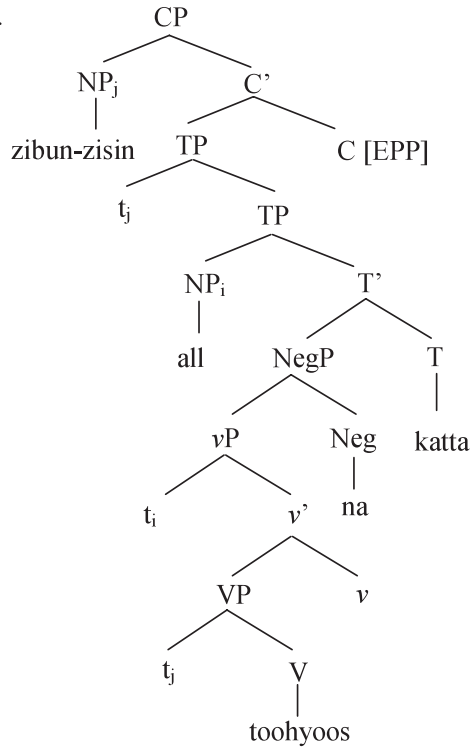 CP
NPj C’
zibun-zisin TP C [EPP]
tj TP
NPi T’
all NegP T
vP Neg katta
ti v’ na
VP v
tj V
toohyoos